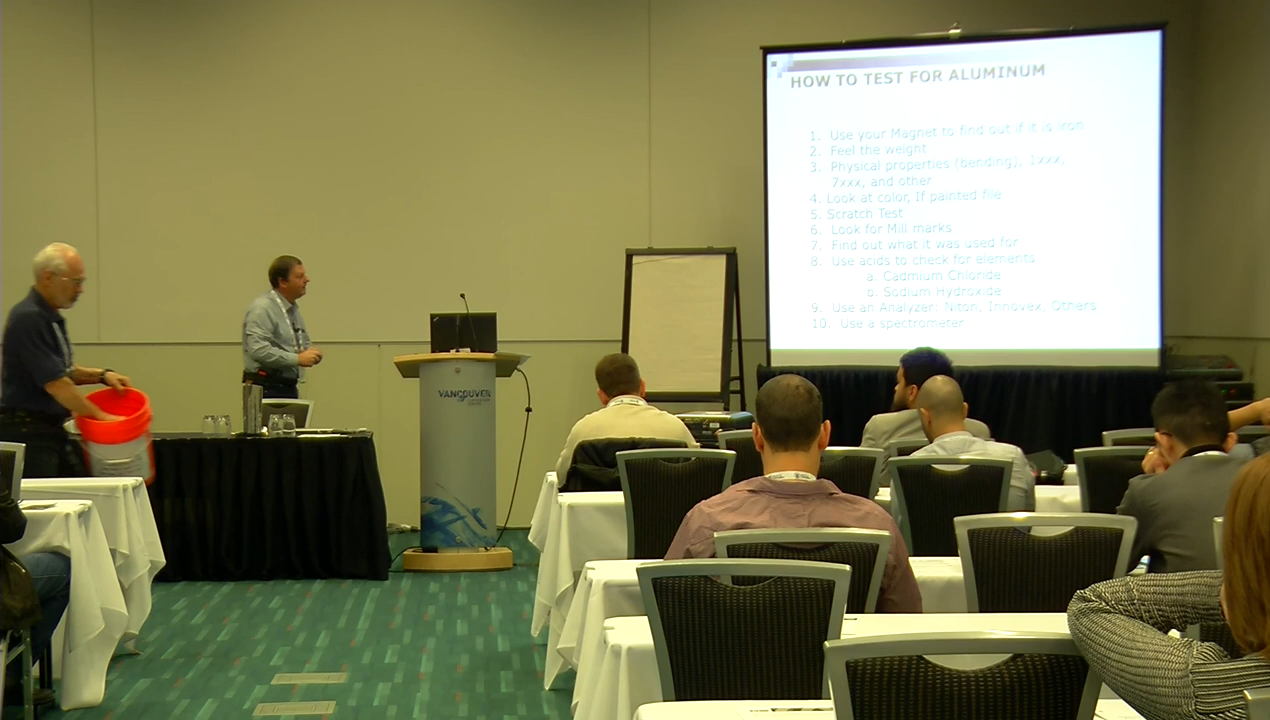 HOW TO TEST FOR ALUMINUM
1. Use your Magnet to find out if it is iron
2. Feel the weight
3. Physical properties (bending), 1xxx,
7xxx, and other
4. Look at color, If painted file
5. Scratch Test
6. Look for Mill marks
7. Find out what it was used for
8. Use acids to check for elements
a. Cadmium Chloride
b. Sodium Hydroxide
9. Use an Analyzer: Niton, Innovex, Others
10. Use a spectrometer
VANCOUVER